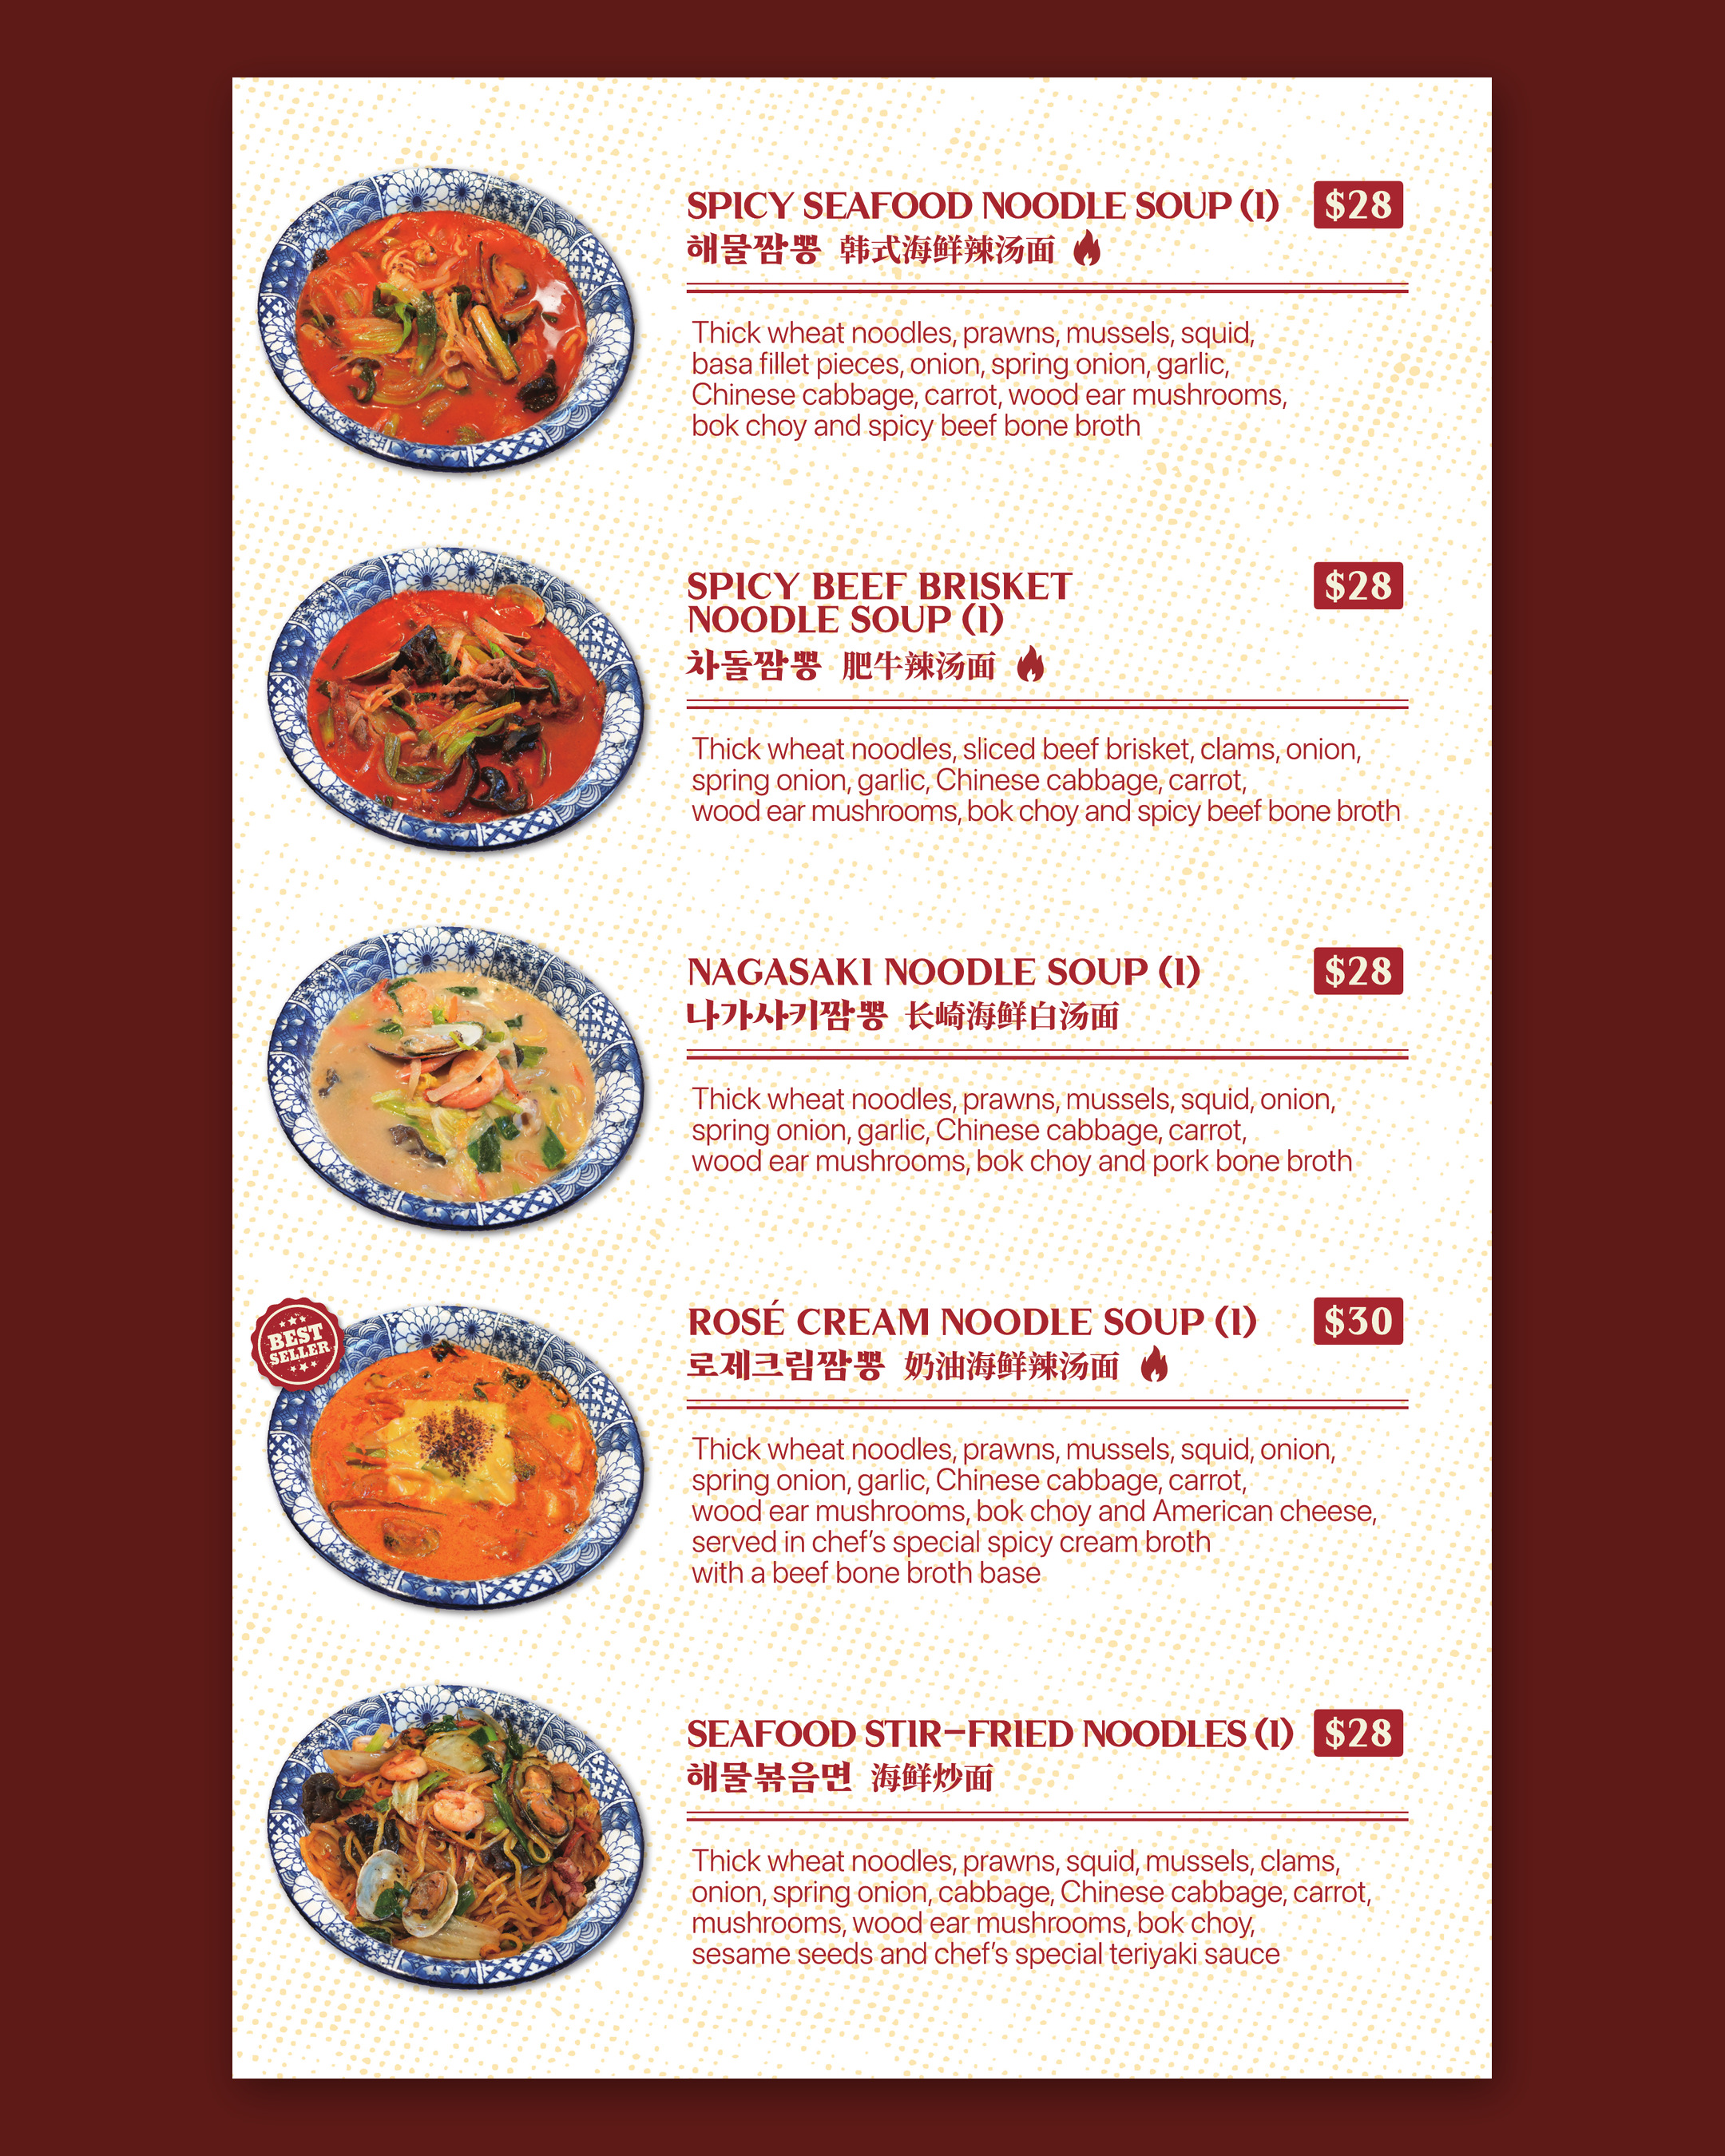 SPICY SEAFOOD NOODLE SOUP (1) $28
해물짬뽕 韩式海鲜辣汤面
Thick wheat noodles, prawns, mussels, squid,
basa fillet pieces, onion, spring onion, garlic,
Chinese cabbage, carrot, wood ear mushrooms,
bok choy and spicy beef bone broth
SPICY BEEF BRISKET $28
NOODLE SOUP (1)
차돌짬뽕 肥牛辣汤面
Thick wheat noodles, sliced beef brisket, clams, onion,
spring onion, garlic, Chinese cabbage, carrot,
wood ear mushrooms, bok choy and spicy beef bone broth
NAGASAKI NOODLE SOUP (1) $28
나가사키짬뽕 长崎海鲜白汤面
Thick wheat noodles, prawns, mussels, squid, onion,
spring onion, garlic, Chinese cabbage, carrot,
wood ear mushrooms, bok choy and pork bone broth
BEST
SELLER
ROSÉ CREAM NOODLE SOUP (1) $30
로제크림짬뽕 奶油海鲜辣汤面
Thick wheat noodles, prawns, mussels, squid, onion,
spring onion, garlic, Chinese cabbage, carrot,
wood ear mushrooms, bok choy and American cheese,
served in chef's special spicy cream broth
with a beef bone broth base
SEAFOOD STIR-FRIED NOODLES (1) $28
해물볶음면 海鲜炒面
Thick wheat noodles, prawns, squid, mussels, clams,
onion, spring onion, cabbage, Chinese cabbage, carrot,
mushrooms, wood ear mushrooms, bok choy,
sesame seeds and chef's special teriyaki sauce